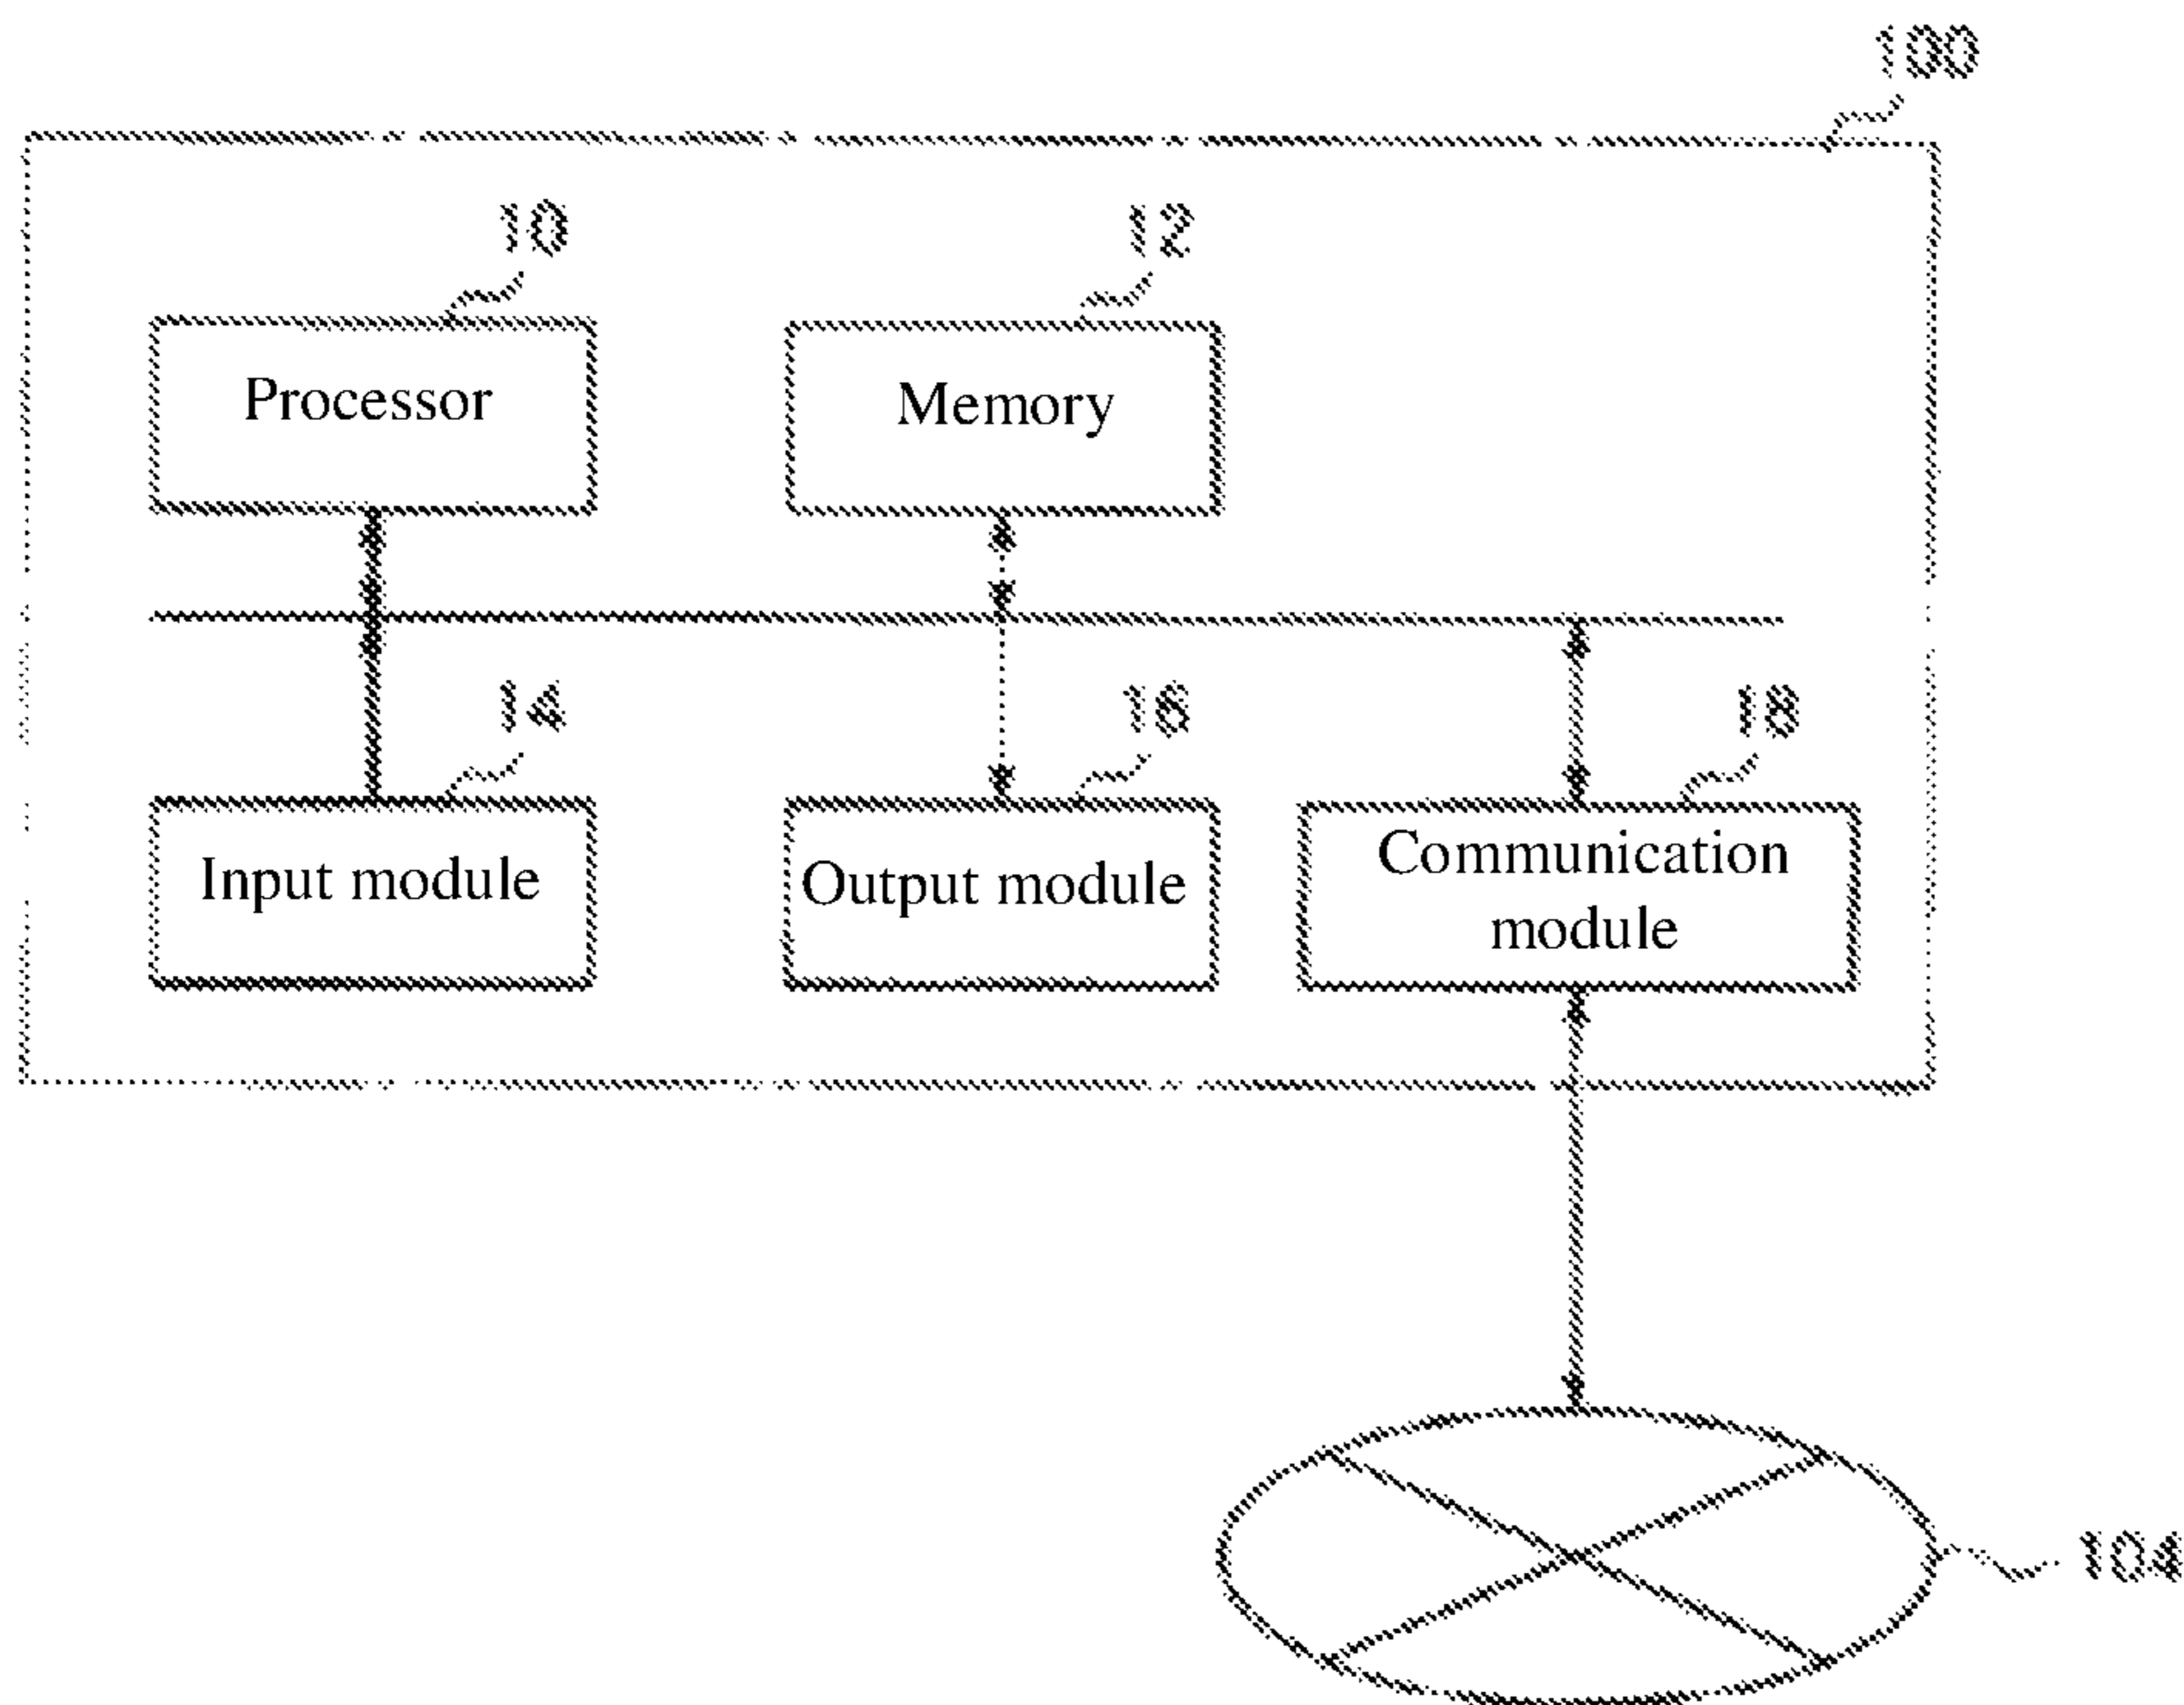 100
10
12
Processor
Memory
14
16
18
Input module
Output module
Communication
module
104